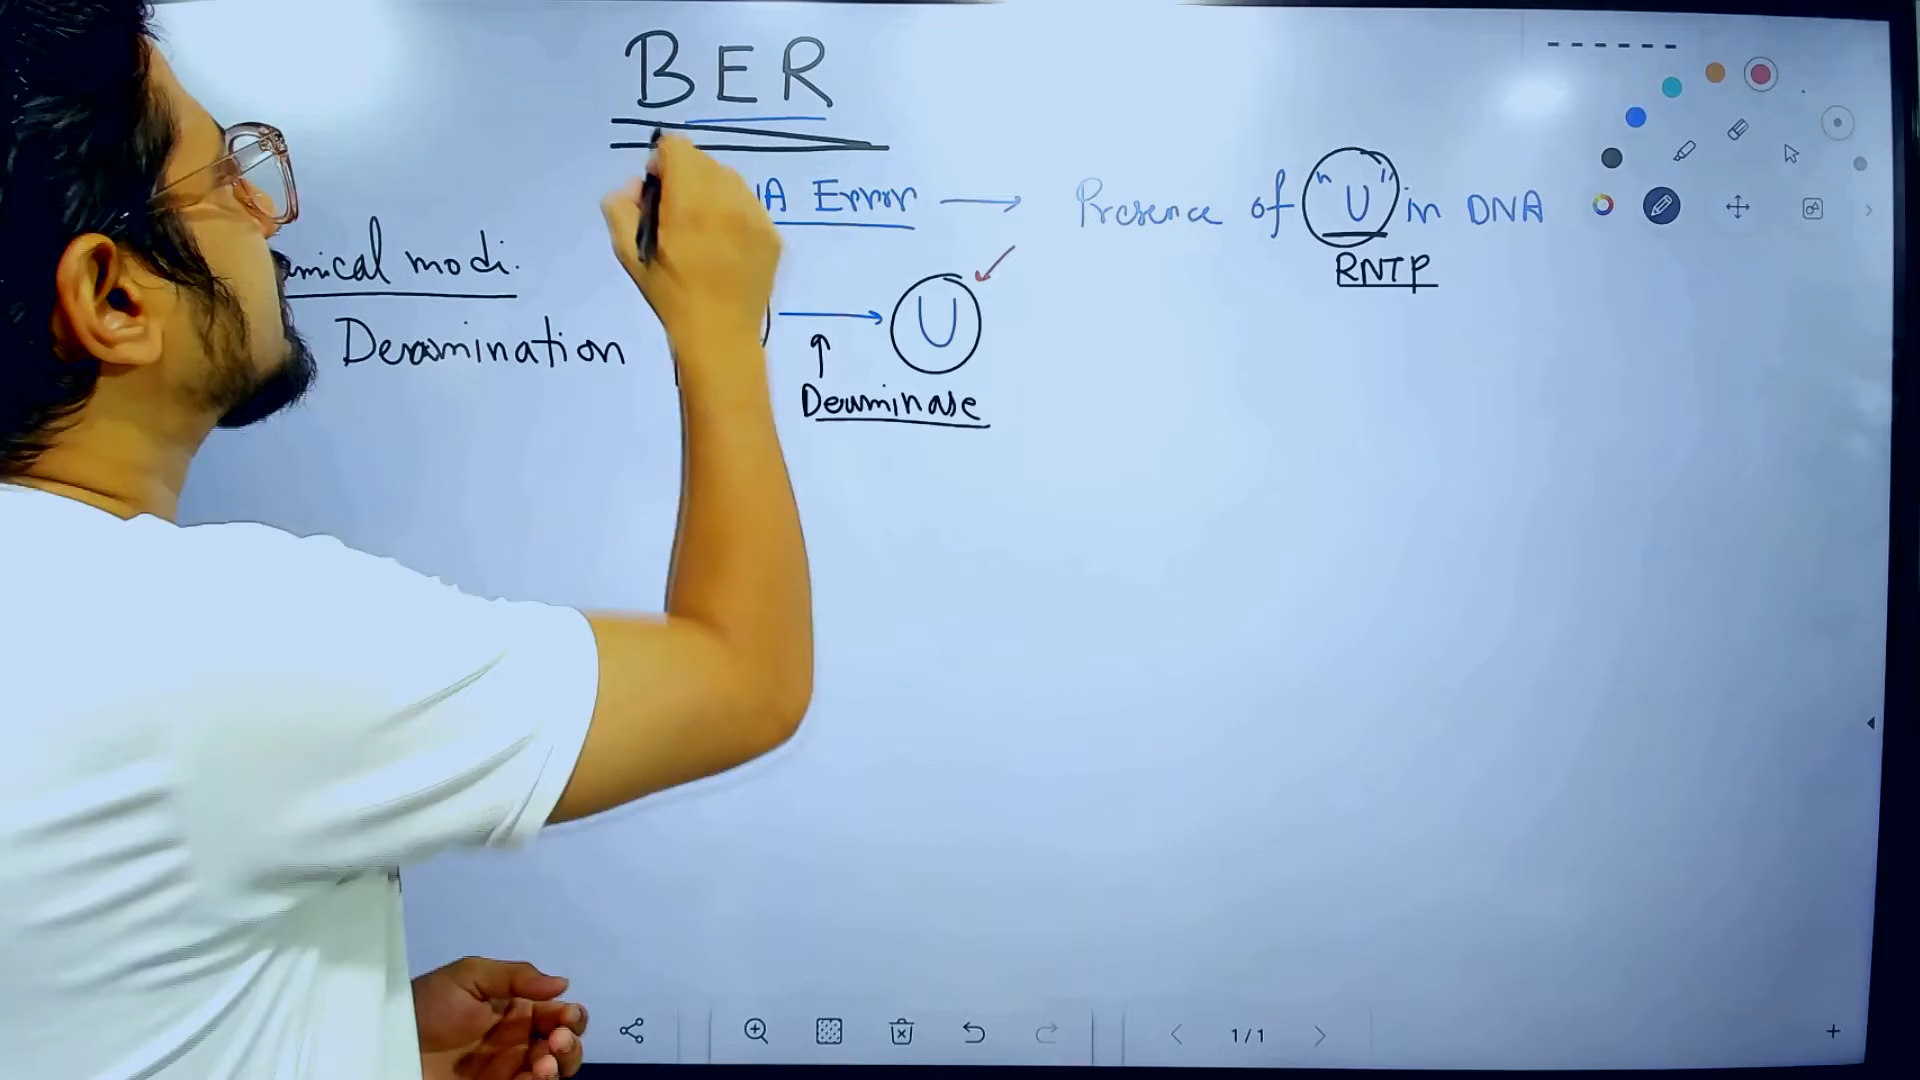 BER
A Error → Presence of "U" in DNA
RNTP
mical modi. → U
Deamination
Deaminase
1/1